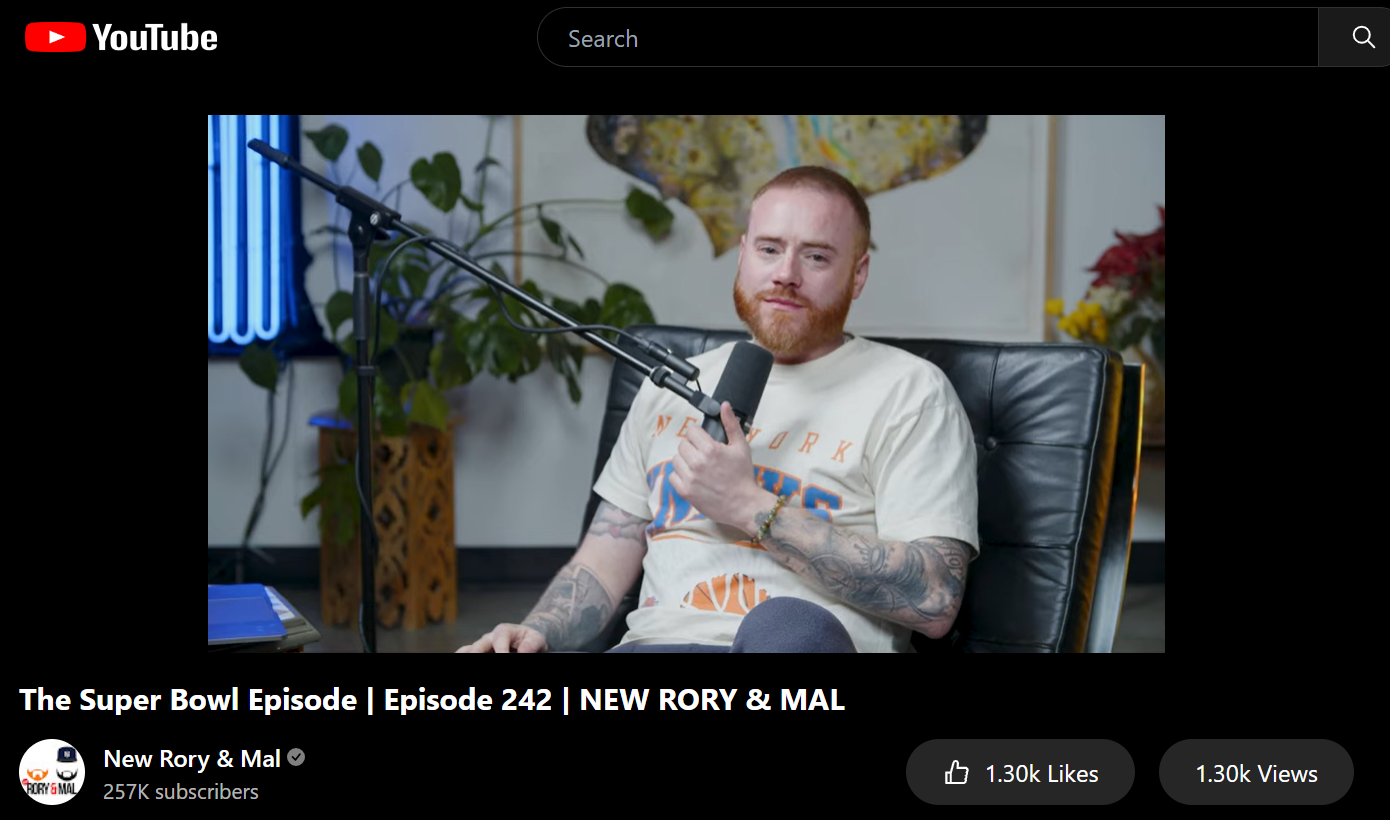 YouTube
Search
NEW YORK
KNICKS
The Super Bowl Episode | Episode 242 | NEW RORY & MAL
RORY & MAL
New Rory & Mal
257K subscribers
1.30k Likes
1.30k Views